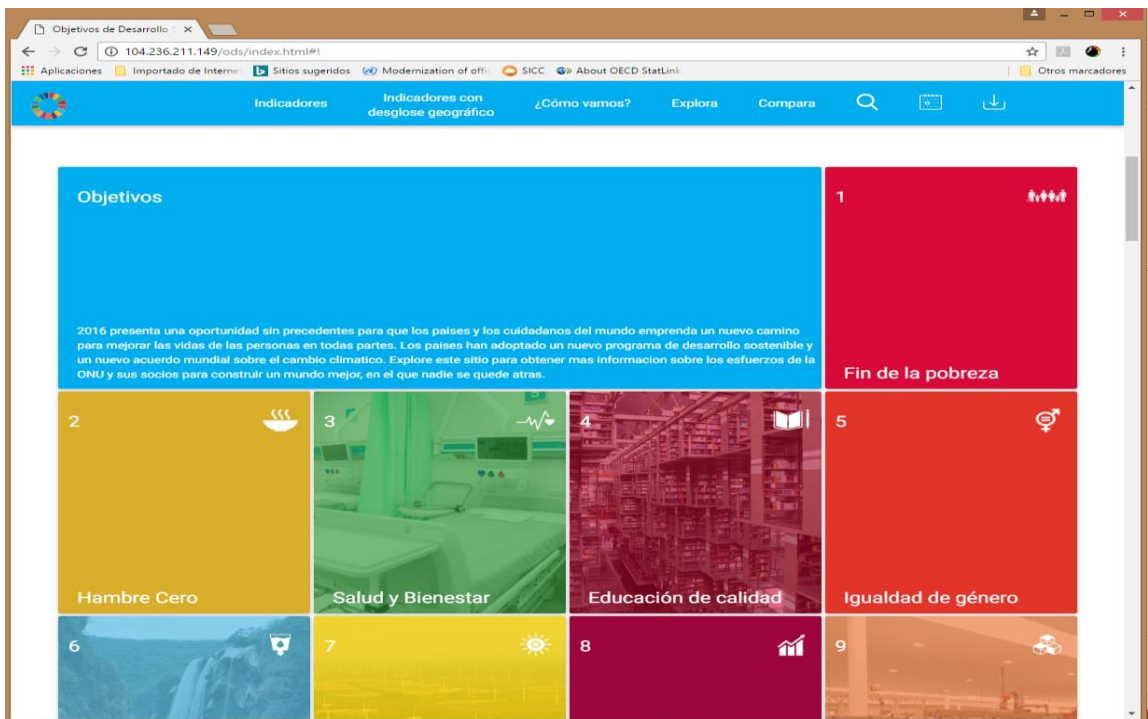 Objetivos de Desarrollo
104.236.211.149/ods/index.html#!
Aplicaciones Importado de Interne Sitios sugeridos Modernization of offi SICC About OECD StatLink Otros marcadores
Indicadores
Indicadores con
desglose geográfico
¿Cómo vamos?
Explora
Compara
Objetivos
2016 presenta una oportunidad sin precedentes para que los paises y los cuidadanos del mundo emprenda un nuevo camino
para mejorar las vidas de las personas en todas partes. Los paises han adoptado un nuevo programa de desarrollo sostenible y
un nuevo acuerdo mundial sobre el cambio climatico. Explore este sitio para obtener mas informacion sobre los esfuerzos de la
ONU y sus socios para construir un mundo mejor, en el que nadie se quede atras.
1
Fin de la pobreza
2
Hambre Cero
3
Salud y Bienestar
4
Educación de calidad
5
Igualdad de género
6
7
8
9